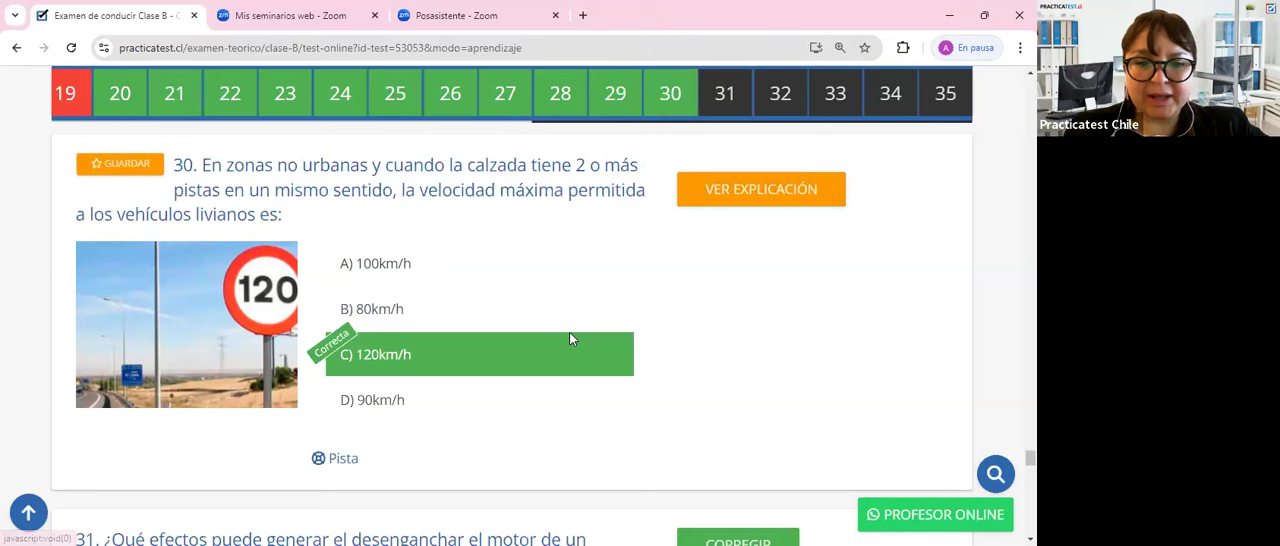 Examen de conducir Clase B - C
Mis seminarios web - Zoom
Posasistente - Zoom
practicatest.cl/examen-teorico/clase-B/test-online?id-test=53053&modo=aprendizaje
A En pausa
PRACTICATEST.cl
Practicatest Chile
19 20 21 22 23 24 25 26 27 28 29 30 31 32 33 34 35
GUARDAR
30. En zonas no urbanas y cuando la calzada tiene 2 o más
pistas en un mismo sentido, la velocidad máxima permitida
a los vehículos livianos es:
VER EXPLICACIÓN
120
A) 100km/h
B) 80km/h
Correcta
C) 120km/h
D) 90km/h
Pista
PROFESOR ONLINE
javascript:void(0)
31. ¿Qué efectos puede generar el desenganchar el motor de un
CORREGIR